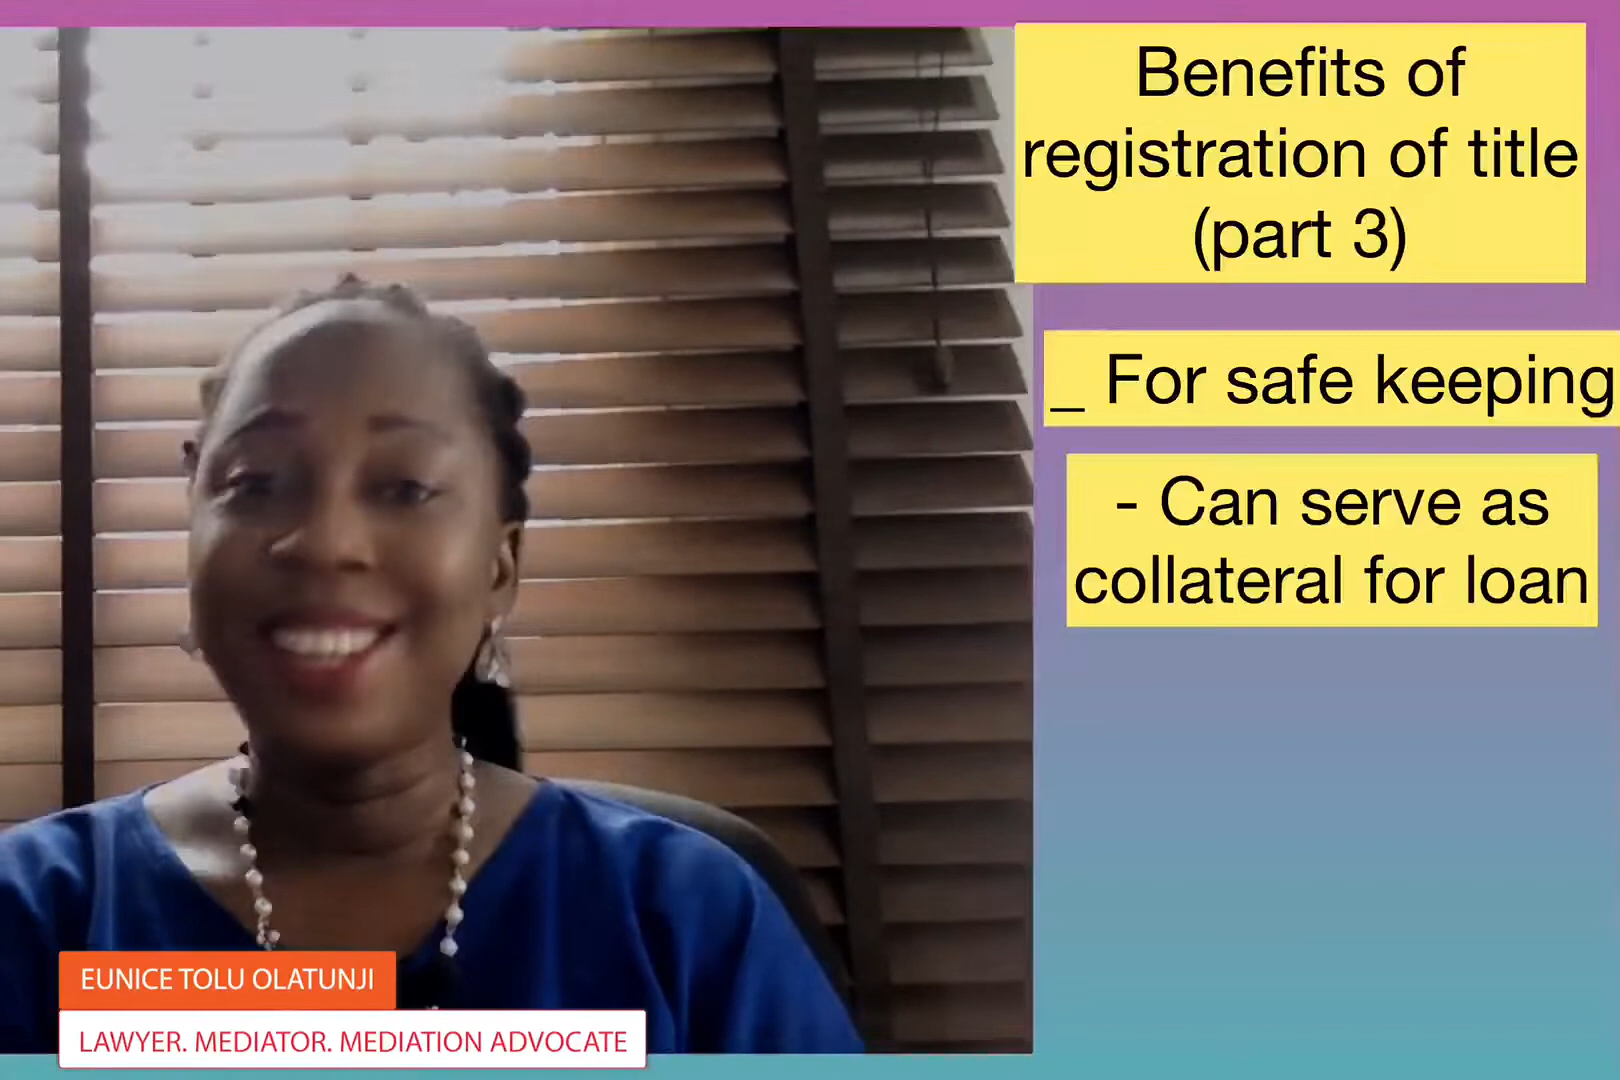 Benefits of
registration of title
(part 3)
_ For safe keeping
- Can serve as
collateral for loan
EUNICE TOLU OLATUNJI
LAWYER. MEDIATOR. MEDIATION ADVOCATE